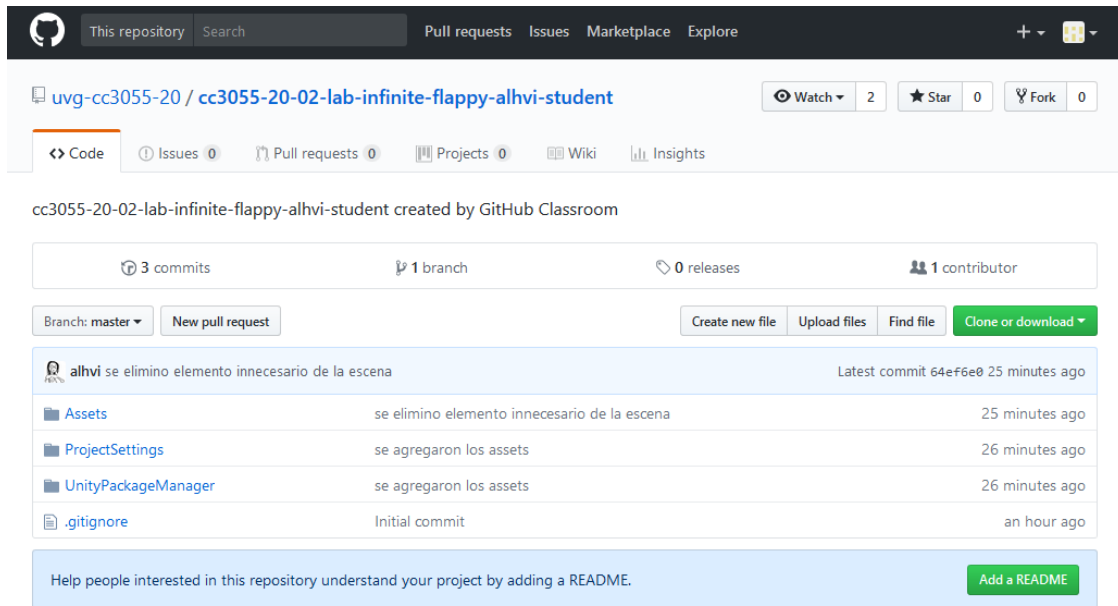 This repository Search Pull requests Issues Marketplace Explore
uvg-cc3055-20 / cc3055-20-02-lab-infinite-flappy-alhvi-student Watch 2 Star 0 Fork 0
Code Issues 0 Pull requests 0 Projects 0 Wiki Insights
cc3055-20-02-lab-infinite-flappy-alhvi-student created by GitHub Classroom
3 commits 1 branch 0 releases 1 contributor
Branch: master New pull request Create new file Upload files Find file Clone or download
alhvi se elimino elemento innecesario de la escena Latest commit 64ef6e0 25 minutes ago
Assets se elimino elemento innecesario de la escena 25 minutes ago
ProjectSettings se agregaron los assets 26 minutes ago
UnityPackageManager se agregaron los assets 26 minutes ago
.gitignore Initial commit an hour ago
Help people interested in this repository understand your project by adding a README. Add a README